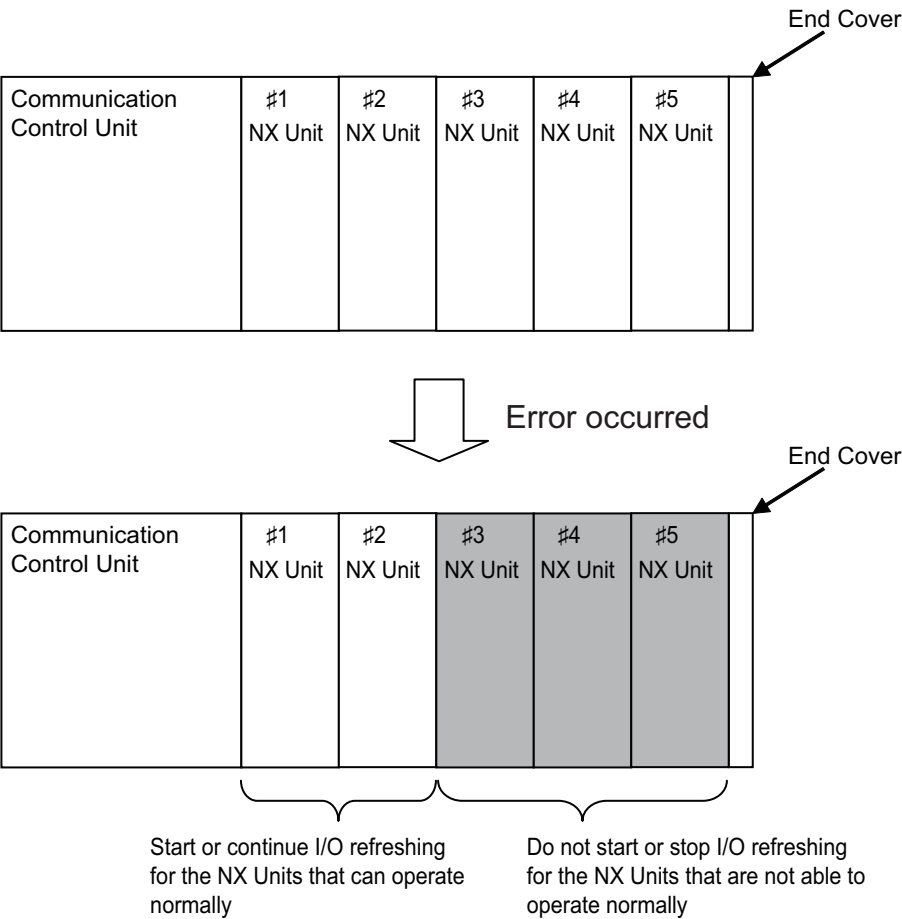 End Cover
Communication
Control Unit
♯1
NX Unit
♯2
NX Unit
♯3
NX Unit
♯4
NX Unit
♯5
NX Unit
Error occurred
End Cover
Communication
Control Unit
♯1
NX Unit
♯2
NX Unit
♯3
NX Unit
♯4
NX Unit
♯5
NX Unit
Start or continue I/O refreshing
for the NX Units that can operate
normally
Do not start or stop I/O refreshing
for the NX Units that are not able to
operate normally